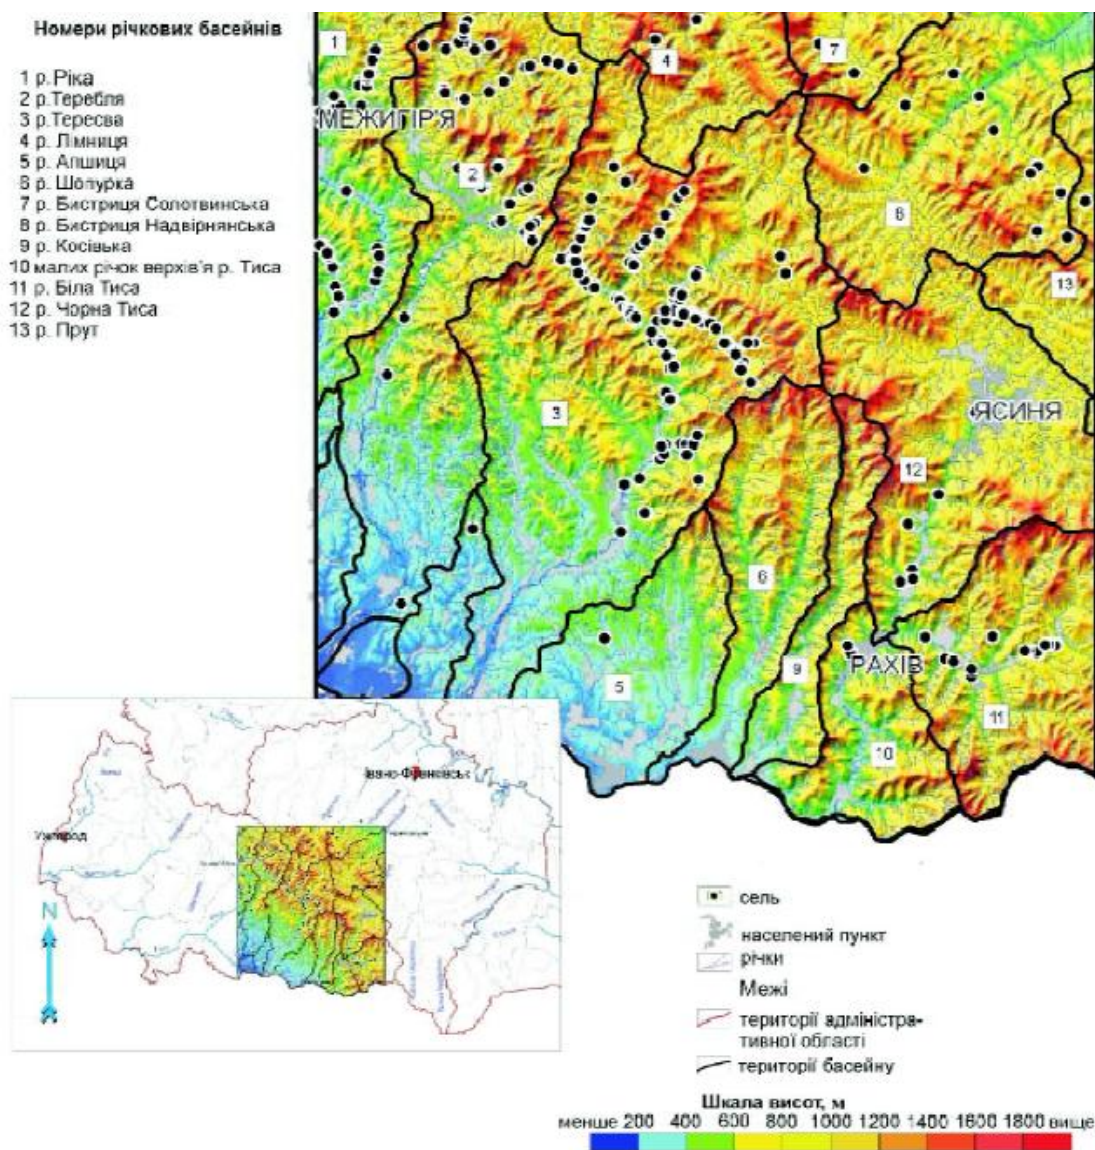 Номери річкових басейнів
1 р. Ріка
2 р. Теребля
3 р. Тересва
4 р. Лімниця
5 р. Апшиця
6 р. Шопурка
7 р. Бистриця Солотвинська
8 р. Бистриця Надвірнянська
9 р. Косівька
10 малих річок верхів'я р. Тиса
11 р. Біла Тиса
12 р. Чорна Тиса
13 р. Прут
1
4
7
МЕЖИГІР'Я
2
8
13
3
ЯСИНЯ
12
6
РАХІВ
9
5
11
10
Івано-Франківськ
Ужгород
N
сель
населений пункт
річки
Межі
території адміністра-
тивної області
території басейну
Шкала висот, м
менше 200 400 600 800 1000 1200 1400 1600 1800 вище